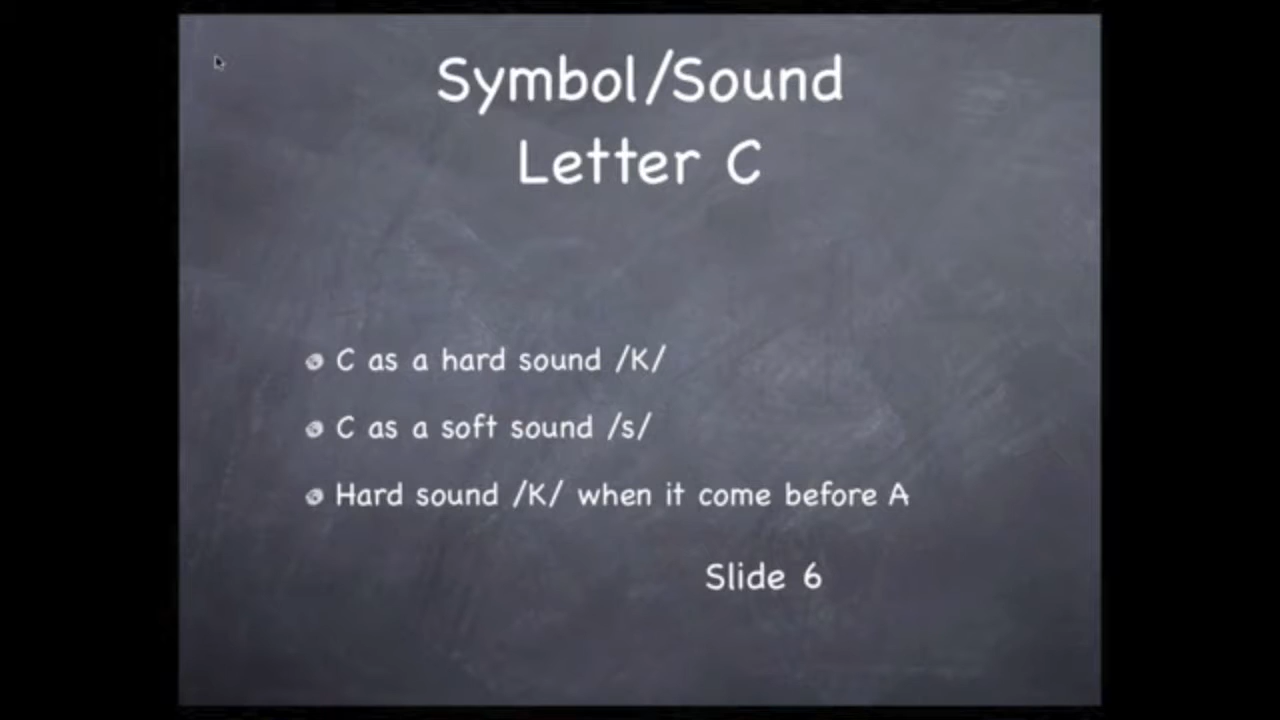 Symbol/Sound
Letter C
C as a hard sound /K/
C as a soft sound /s/
Hard sound /K/ when it come before A
Slide 6